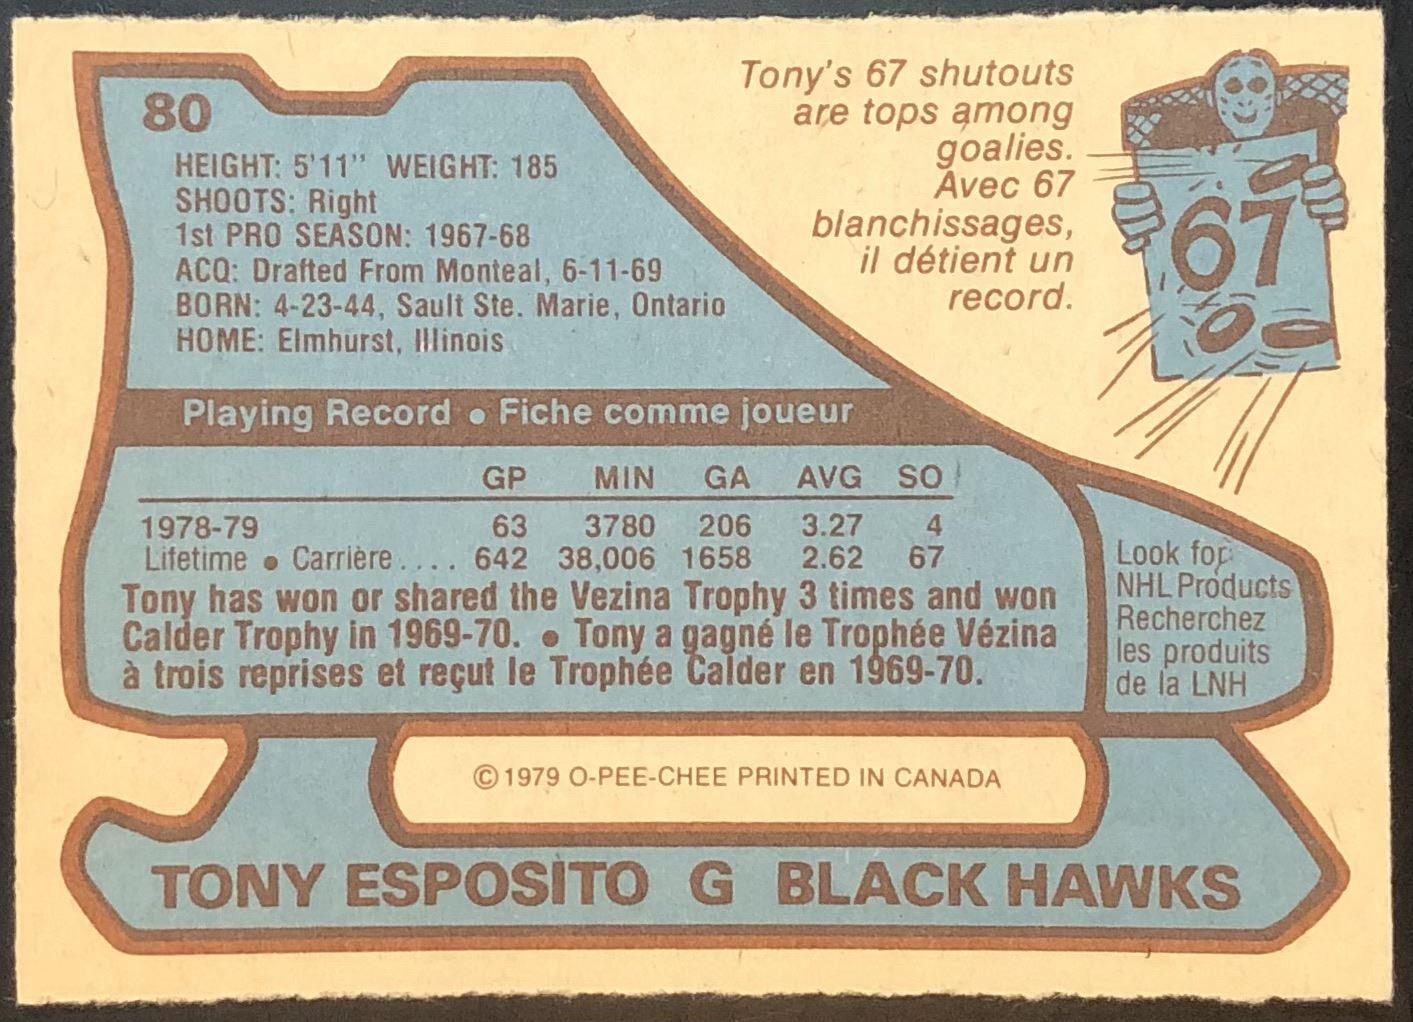 80
HEIGHT: 5'11" WEIGHT: 185
SHOOTS: Right
1st PRO SEASON: 1967-68
ACQ: Drafted From Monteal, 6-11-69
BORN: 4-23-44, Sault Ste. Marie, Ontario
HOME: Elmhurst, Illinois
Tony's 67 shutouts
are tops among
goalies.
Avec 67
blanchissages,
il détient un
record.
67
Playing Record • Fiche comme joueur
GP MIN GA AVG SO
1978-79 63 3780 206 3.27 4
Lifetime • Carrière .... 642 38,006 1658 2.62 67
Tony has won or shared the Vezina Trophy 3 times and won
Calder Trophy in 1969-70. • Tony a gagné le Trophée Vézina
à trois reprises et reçut le Trophée Calder en 1969-70.
Look for
NHL Products
Recherchez
les produits
de la LNH
© 1979 O-PEE-CHEE PRINTED IN CANADA
TONY ESPOSITO G BLACK HAWKS